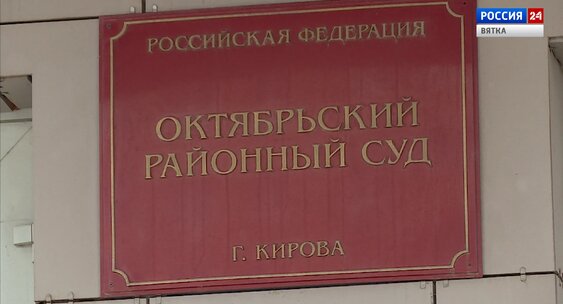 РОССИЯ 24
ВЯТКА
РОССИЙСКАЯ ФЕДЕРАЦИЯ
ОКТЯБРЬСКИЙ
РАЙОННЫЙ СУД
Г. КИРОВА